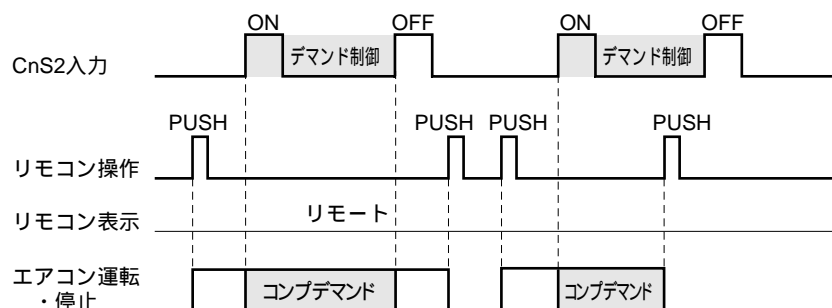 ON OFF ON OFF
CnS2入力 デマンド制御 デマンド制御
PUSH PUSH PUSH PUSH
リモコン操作
リモコン表示 リモート
エアコン運転
・停止 コンプデマンド コンプデマンド